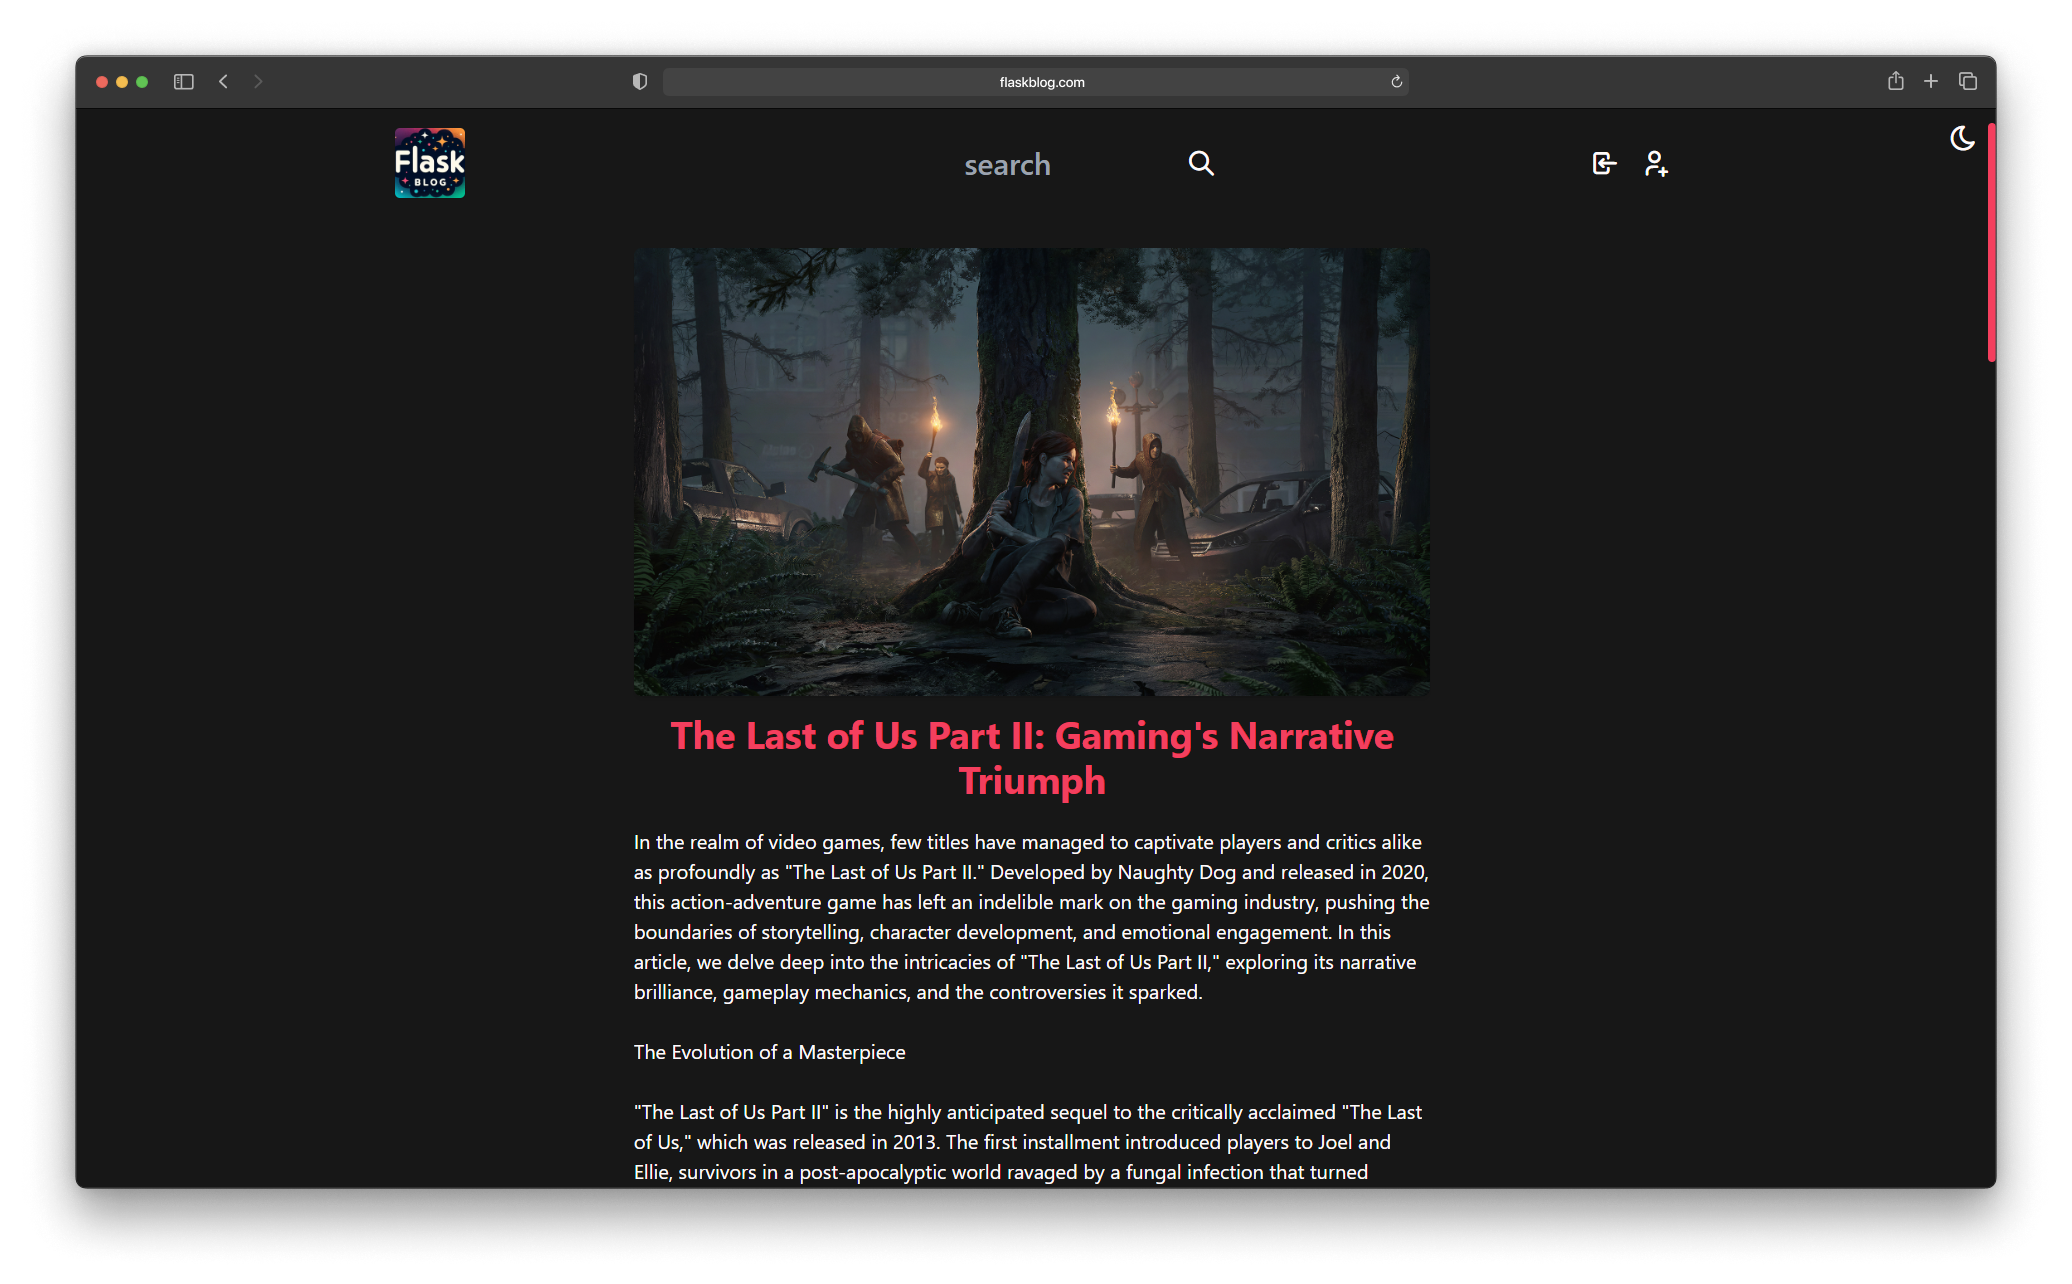 flaskblog.com
Flask
BLOG
search
The Last of Us Part II: Gaming's Narrative
Triumph
In the realm of video games, few titles have managed to captivate players and critics alike
as profoundly as "The Last of Us Part II." Developed by Naughty Dog and released in 2020,
this action-adventure game has left an indelible mark on the gaming industry, pushing the
boundaries of storytelling, character development, and emotional engagement. In this
article, we delve deep into the intricacies of "The Last of Us Part II," exploring its narrative
brilliance, gameplay mechanics, and the controversies it sparked.
The Evolution of a Masterpiece
"The Last of Us Part II" is the highly anticipated sequel to the critically acclaimed "The Last
of Us," which was released in 2013. The first installment introduced players to Joel and
Ellie, survivors in a post-apocalyptic world ravaged by a fungal infection that turned